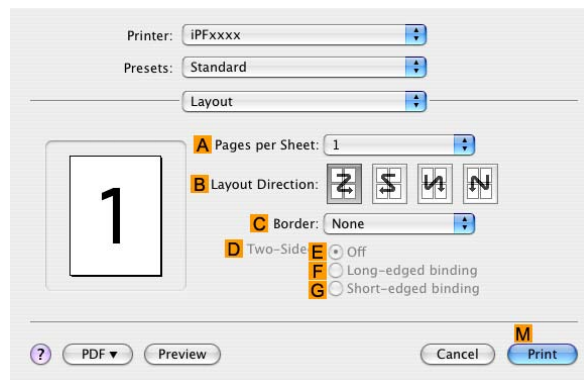 Printer: iPFxxxx
Presets: Standard
Layout
A Pages per Sheet: 1
B Layout Direction:
1
C Border: None
D Two-Side E Off
F Long-edged binding
G Short-edged binding
M
? PDF▼ Preview Cancel Print